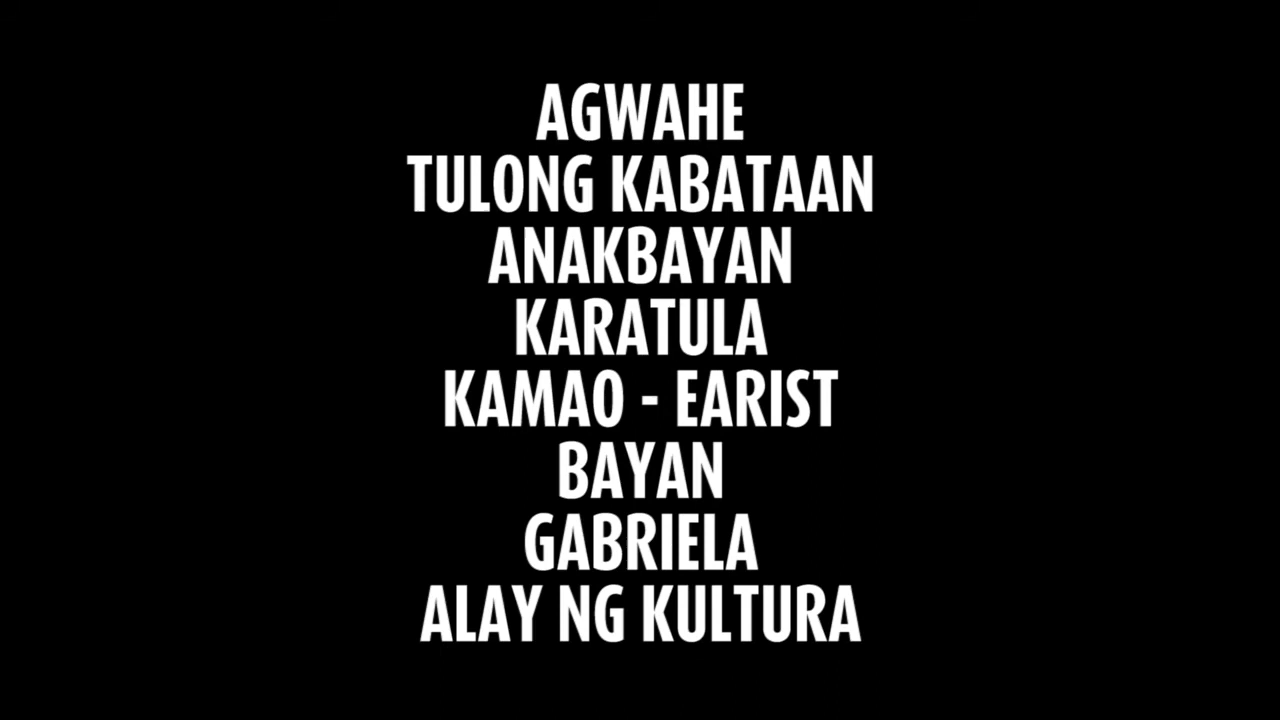 AGWAHE
TULONG KABATAAN
ANAKBAYAN
KARATULA
KAMAO - EARIST
BAYAN
GABRIELA
ALAY NG KULTURA